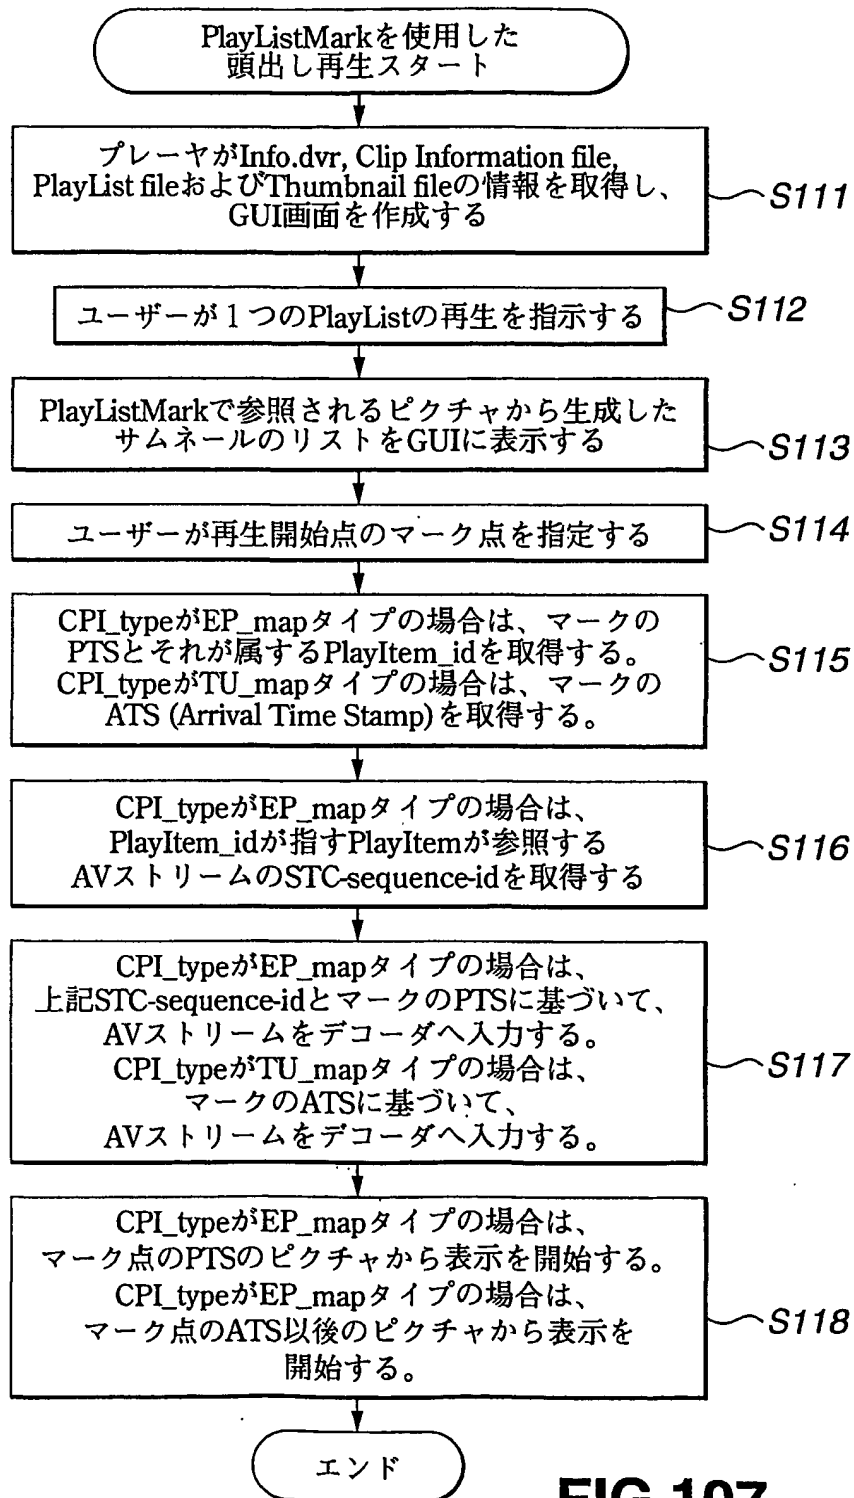 PlayListMarkを使用した
頭出し再生スタート
プレーヤがInfo.dvr, Clip Information file,
PlayList fileおよびThumbnail fileの情報を取得し、
GUI画面を作成する
S111
ユーザーが1つのPlayListの再生を指示する
S112
PlayListMarkで参照されるピクチャから生成した
サムネールのリストをGUIに表示する
S113
ユーザーが再生開始点のマーク点を指定する
S114
CPI_typeがEP_mapタイプの場合は、マークの
PTSとそれが属するPlayItem_idを取得する。
CPI_typeがTU_mapタイプの場合は、マークの
ATS (Arrival Time Stamp)を取得する。
S115
CPI_typeがEP_mapタイプの場合は、
PlayItem_idが指すPlayItemが参照する
AVストリームのSTC-sequence-idを取得する
S116
CPI_typeがEP_mapタイプの場合は、
上記STC-sequence-idとマークのPTSに基づいて、
AVストリームをデコーダへ入力する。
CPI_typeがTU_mapタイプの場合は、
マークのATSに基づいて、
AVストリームをデコーダへ入力する。
S117
CPI_typeがEP_mapタイプの場合は、
マーク点のPTSのピクチャから表示を開始する。
CPI_typeがEP_mapタイプの場合は、
マーク点のATS以後のピクチャから表示を
開始する。
S118
エンド
FIG.107